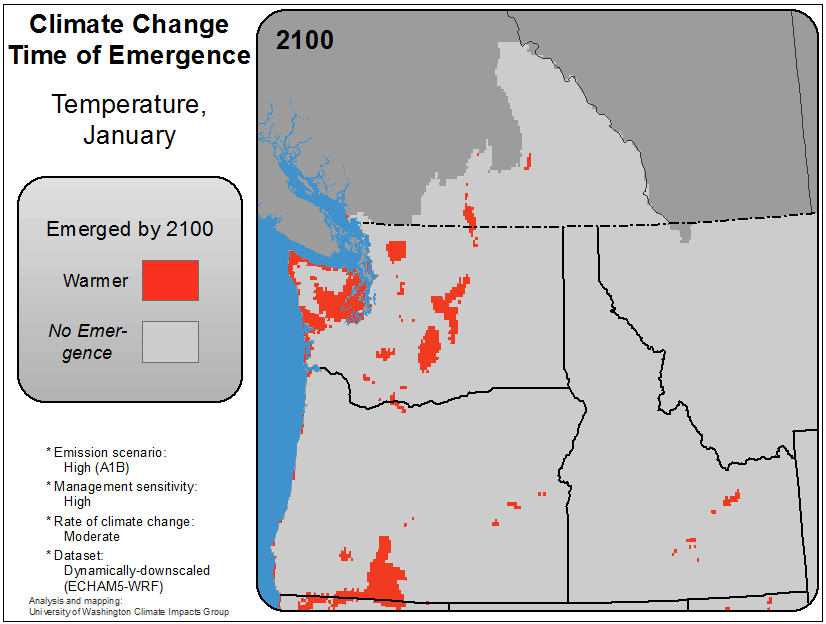 Climate Change
Time of Emergence
Temperature,
January
Emerged by 2100
Warmer
No Emer-
gence
* Emission scenario:
High (A1B)
* Management sensitivity:
High
* Rate of climate change:
Moderate
* Dataset:
Dynamically-downscaled
(ECHAM5-WRF)
Analysis and mapping:
University of Washington Climate Impacts Group
2100